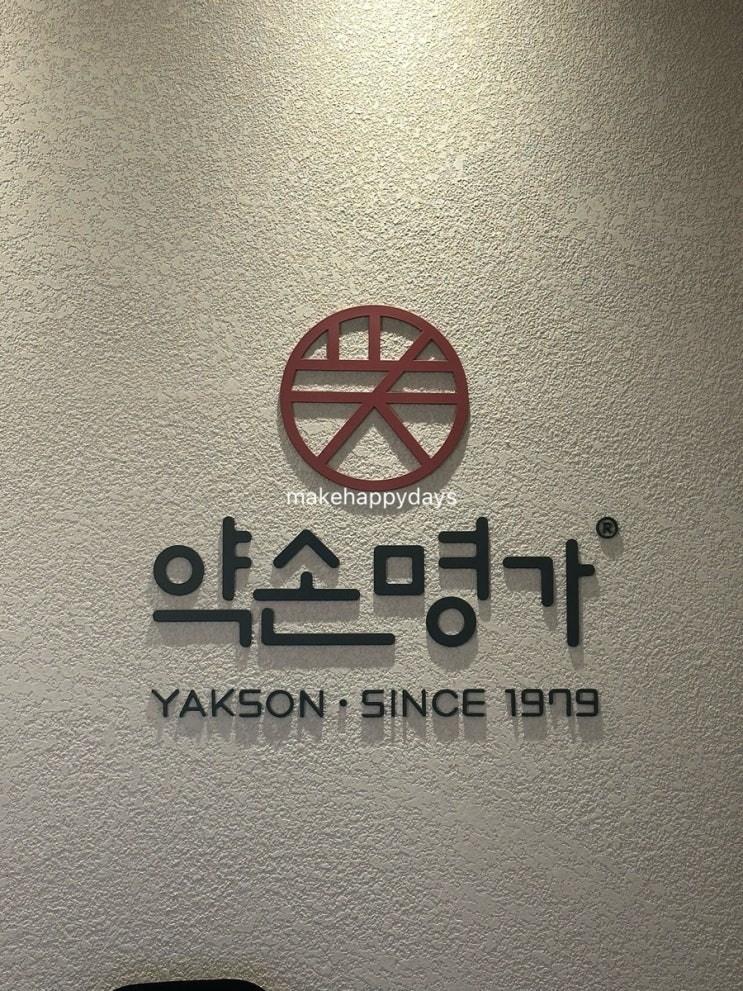 makehappydays
약손명가®
YAKSON · SINCE 1979